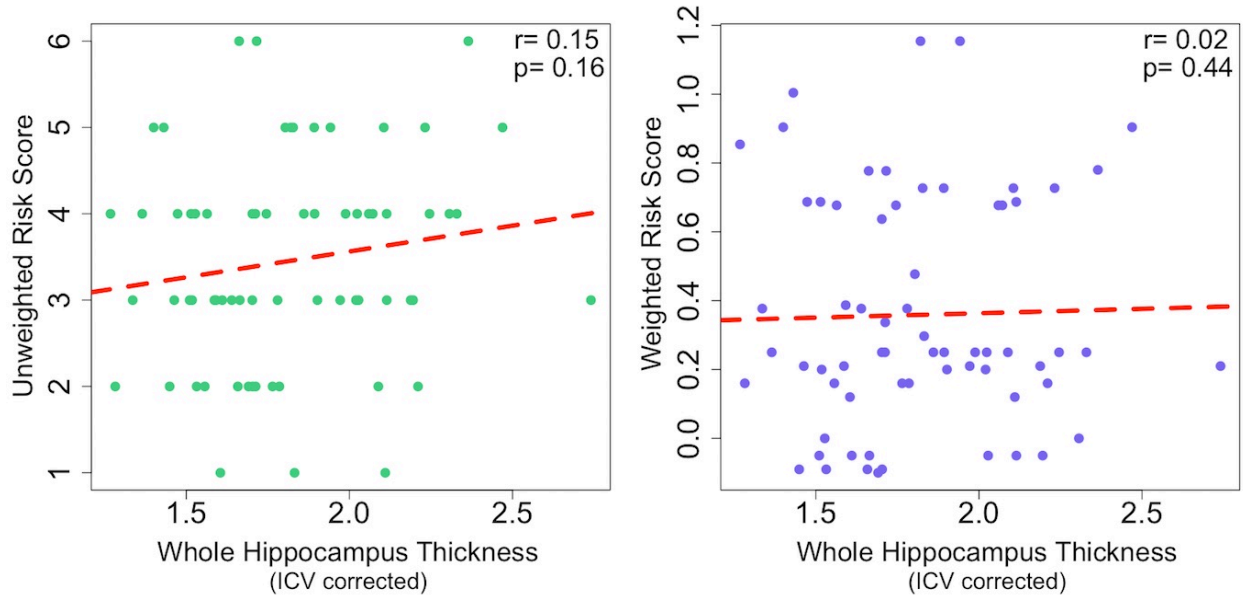 r= 0.15
p= 0.16
Unweighted Risk Score
6
5
4
3
2
1
1.5 2.0 2.5
Whole Hippocampus Thickness
(ICV corrected)
r= 0.02
p= 0.44
Weighted Risk Score
1.2
1.0
0.8
0.6
0.4
0.2
0.0
1.5 2.0 2.5
Whole Hippocampus Thickness
(ICV corrected)